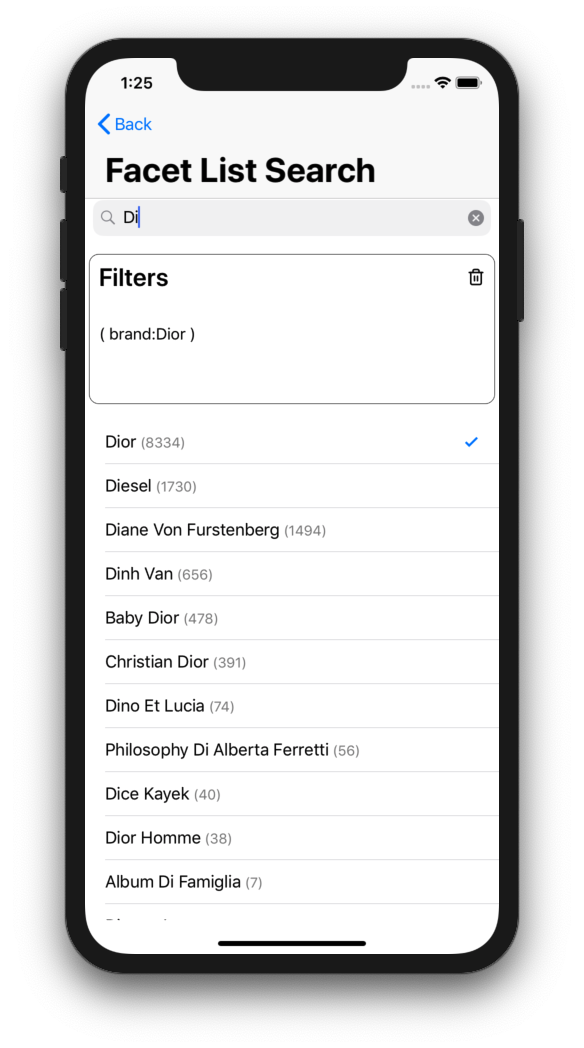 1:25
Back
Facet List Search
Di
Filters
( brand:Dior )
Dior (8334)
Diesel (1730)
Diane Von Furstenberg (1494)
Dinh Van (656)
Baby Dior (478)
Christian Dior (391)
Dino Et Lucia (74)
Philosophy Di Alberta Ferretti (56)
Dice Kayek (40)
Dior Homme (38)
Album Di Famiglia (7)